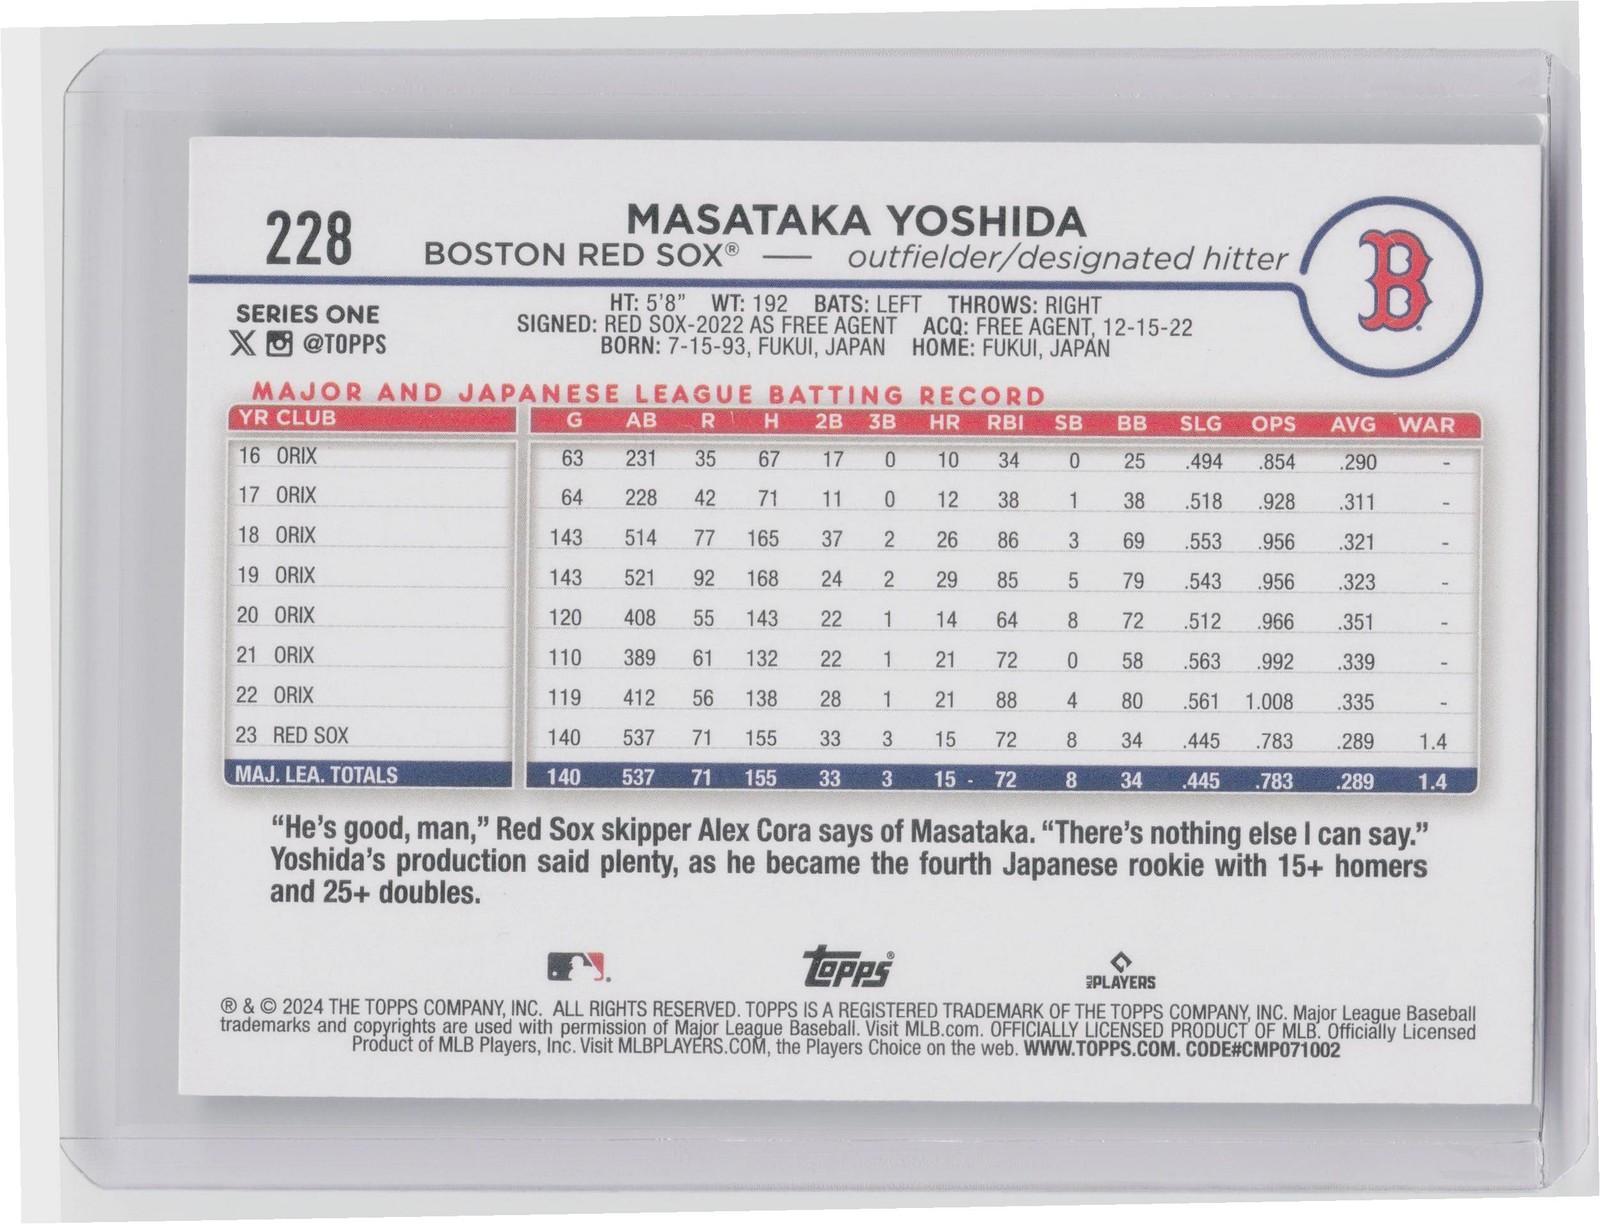 228
MASATAKA YOSHIDA
BOSTON RED SOX® — outfielder/designated hitter
B
SERIES ONE
X @TOPPS
HT: 5'8" WT: 192 BATS: LEFT THROWS: RIGHT
SIGNED: RED SOX-2022 AS FREE AGENT ACQ: FREE AGENT, 12-15-22
BORN: 7-15-93, FUKUI, JAPAN HOME: FUKUI, JAPAN
MAJOR AND JAPANESE LEAGUE BATTING RECORD
YR CLUB G AB R H 2B 3B HR RBI SB BB SLG OPS AVG WAR
16 ORIX 63 231 35 67 17 0 10 34 0 25 .494 .854 .290 -
17 ORIX 64 228 42 71 11 0 12 38 1 38 .518 .928 .311 -
18 ORIX 143 514 77 165 37 2 26 86 3 69 .553 .956 .321 -
19 ORIX 143 521 92 168 24 2 29 85 5 79 .543 .956 .323 -
20 ORIX 120 408 55 143 22 1 14 64 8 72 .512 .966 .351 -
21 ORIX 110 389 61 132 22 1 21 72 0 58 .563 .992 .339 -
22 ORIX 119 412 56 138 28 1 21 88 4 80 .561 1.008 .335 -
23 RED SOX 140 537 71 155 33 3 15 72 8 34 .445 .783 .289 1.4
MAJ. LEA. TOTALS 140 537 71 155 33 3 15 - 72 8 34 .445 .783 .289 1.4
“He’s good, man,” Red Sox skipper Alex Cora says of Masataka. “There’s nothing else I can say.”
Yoshida’s production said plenty, as he became the fourth Japanese rookie with 15+ homers
and 25+ doubles.
topps® MLB PLAYERS
® & © 2024 THE TOPPS COMPANY, INC. ALL RIGHTS RESERVED. TOPPS IS A REGISTERED TRADEMARK OF THE TOPPS COMPANY, INC. Major League Baseball
trademarks and copyrights are used with permission of Major League Baseball. Visit MLB.com. OFFICIALLY LICENSED PRODUCT OF MLB. Officially Licensed
Product of MLB Players, Inc. Visit MLBPLAYERS.COM, the Players Choice on the web. WWW.TOPPS.COM. CODE#CMP071002